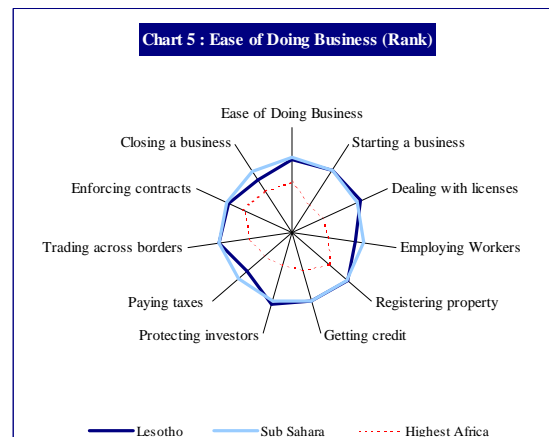 Chart 5 : Ease of Doing Business (Rank)
Ease of Doing Business
Closing a business
Starting a business
Enforcing contracts
Dealing with licenses
Trading across borders
Employing Workers
Paying taxes
Registering property
Protecting investors
Getting credit
Lesotho
Sub Sahara
Highest Africa